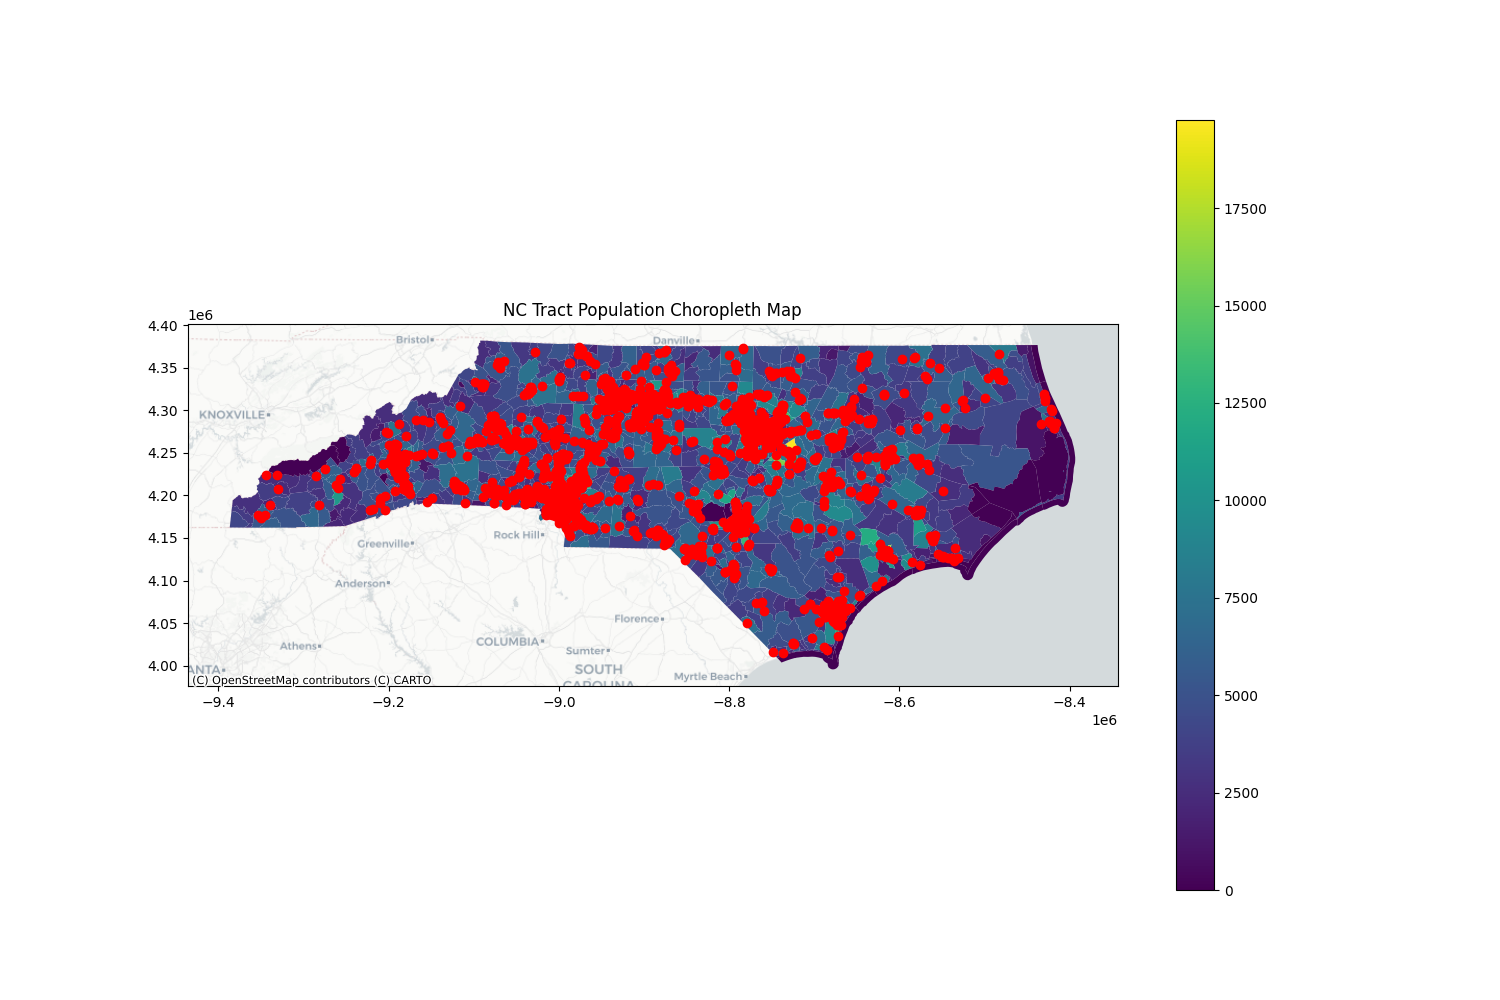 NC Tract Population Choropleth Map
1e6
4.40
4.35
4.30
4.25
4.20
4.15
4.10
4.05
4.00
Bristol
Danville
KNOXVILLE
Greenville
Rock Hill
Anderson
Florence
Athens
COLUMBIA
Sumter
ANTA
SOUTH
CAROLINA
Myrtle Beach
(C) OpenStreetMap contributors (C) CARTO
−9.4
−9.2
−9.0
−8.8
−8.6
−8.4
1e6
17500
15000
12500
10000
7500
5000
2500
0